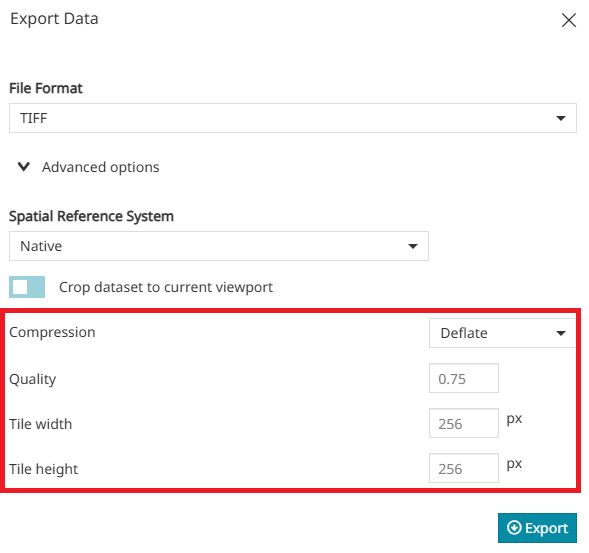 Export Data
File Format
TIFF
Advanced options
Spatial Reference System
Native
Crop dataset to current viewport
Compression Deflate
Quality 0.75
Tile width 256 px
Tile height 256 px
Export